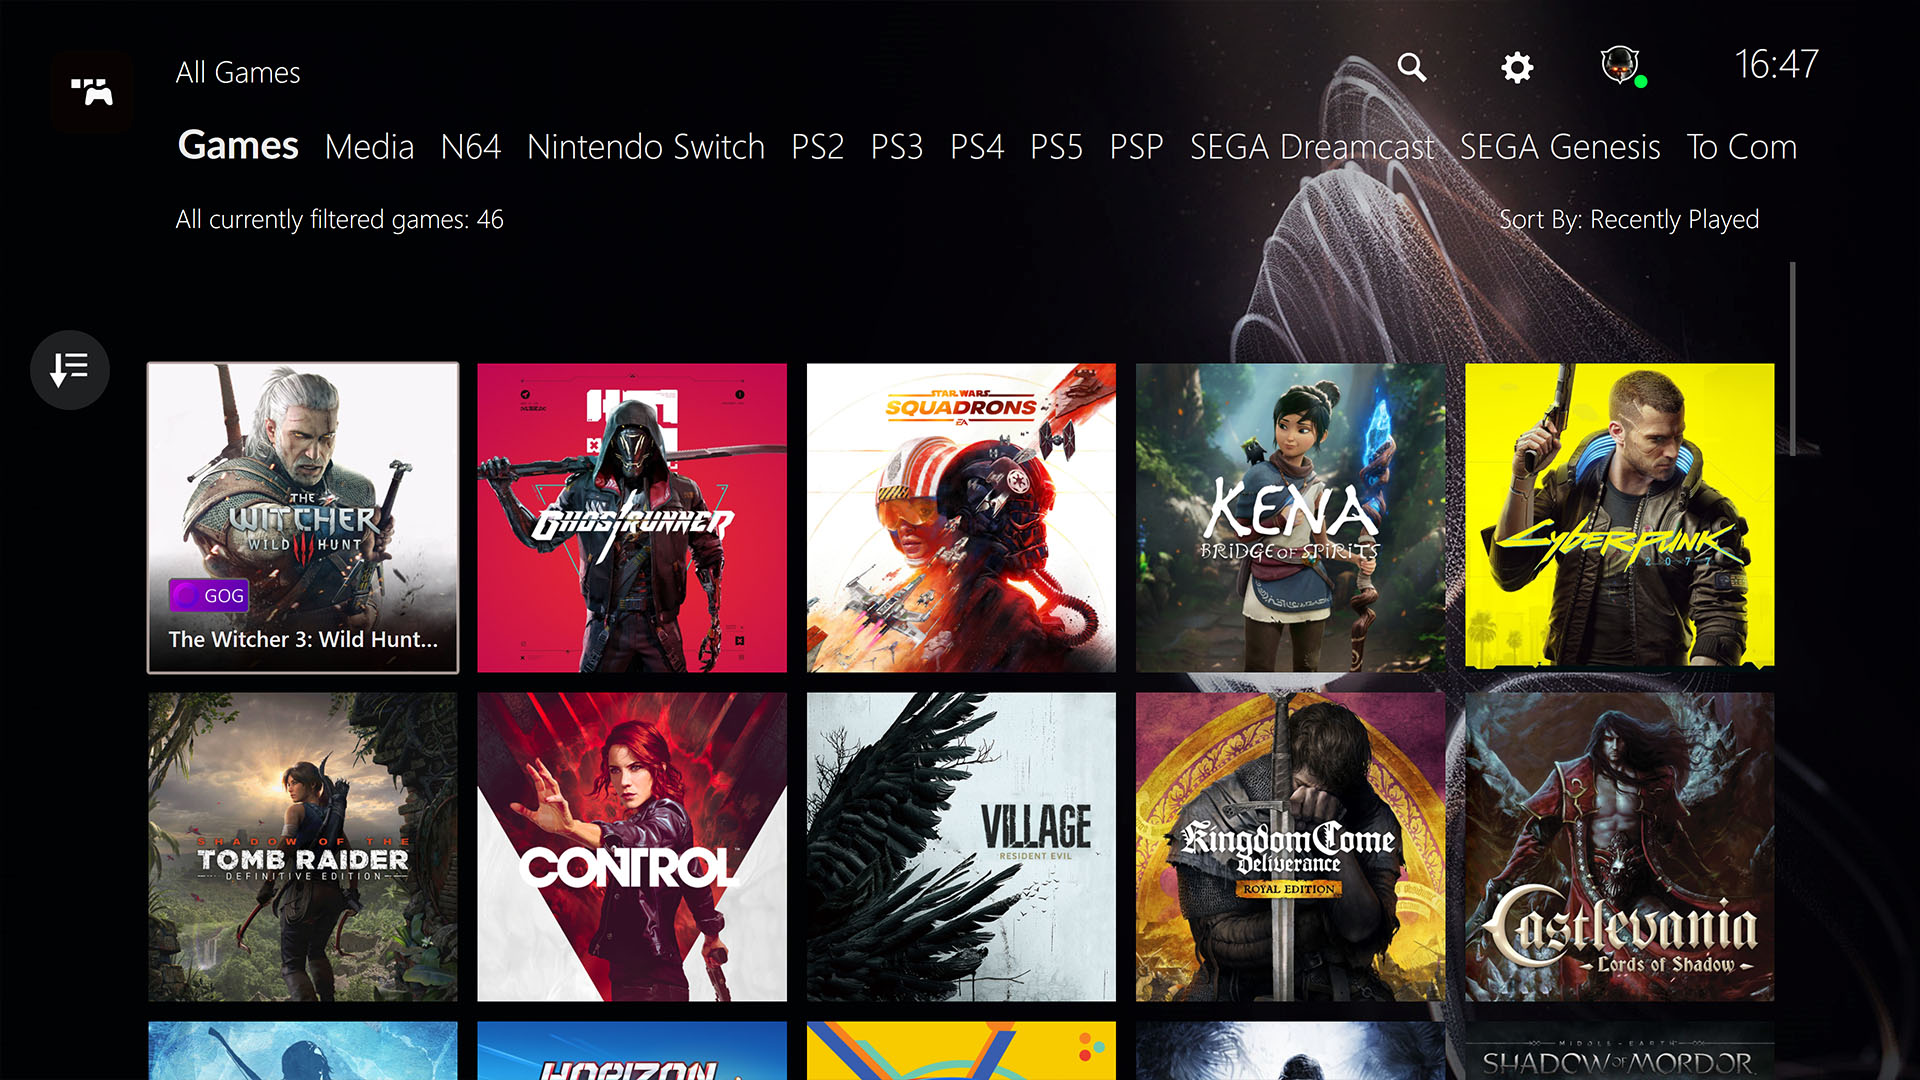 All Games
16:47
Games Media N64 Nintendo Switch PS2 PS3 PS4 PS5 PSP SEGA Dreamcast SEGA Genesis To Com
All currently filtered games: 46
Sort By: Recently Played
THE
WITCHER
WILD HUNT
GOG
The Witcher 3: Wild Hunt...
GHOSTRUNNER
STAR WARS
SQUADRONS
EA
KENA
BRIDGE OF SPIRITS
CYBERPUNK
2077
SHADOW OF THE
TOMB RAIDER
DEFINITIVE EDITION
CONTROL
VILLAGE
RESIDENT EVIL
Kingdom Come
Deliverance
ROYAL EDITION
Castlevania
Lords of Shadow
HORIZON
MIDDLE-EARTH
SHADOW OF MORDOR